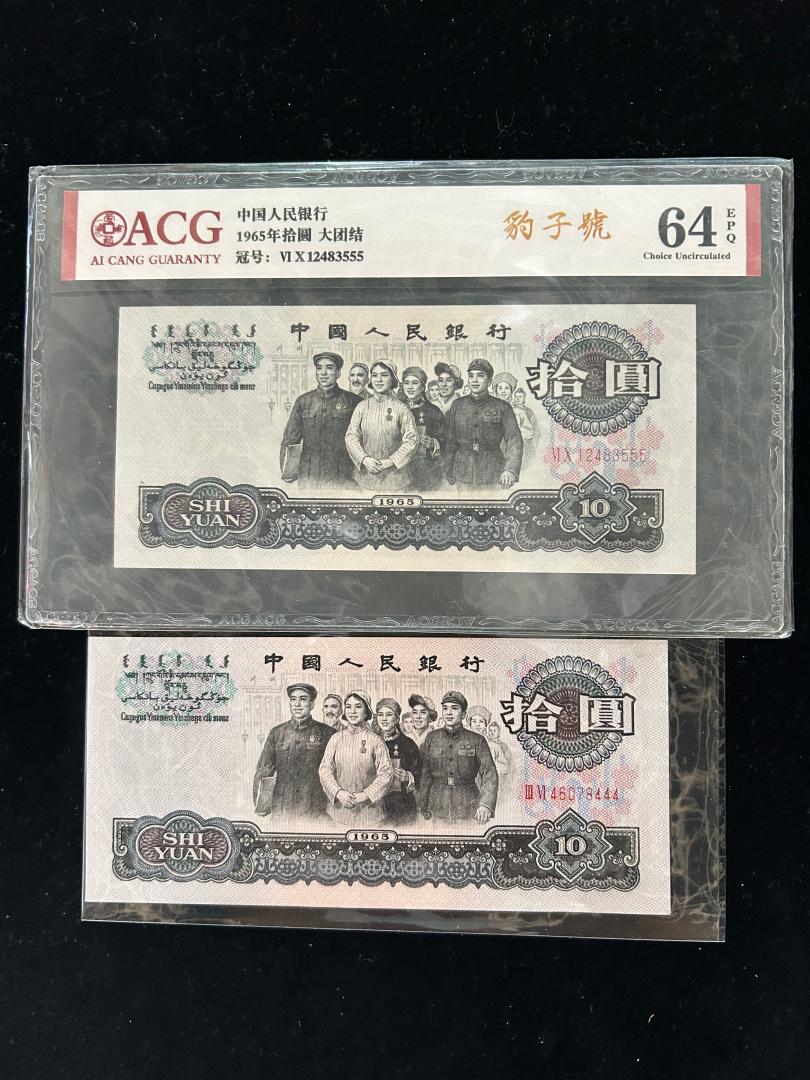 ACG
AI CANG GUARANTY
中国人民银行
1965年拾圆 大团结
冠号：Ⅵ Ⅹ 12483555
豹子號
64 EPQ
Choice Uncirculated
中國人民銀行
拾圓
Ⅵ Ⅹ 12483555
1965
SHI
YUAN
10
中國人民銀行
拾圓
Ⅲ Ⅵ 46078444
1965
SHI
YUAN
10